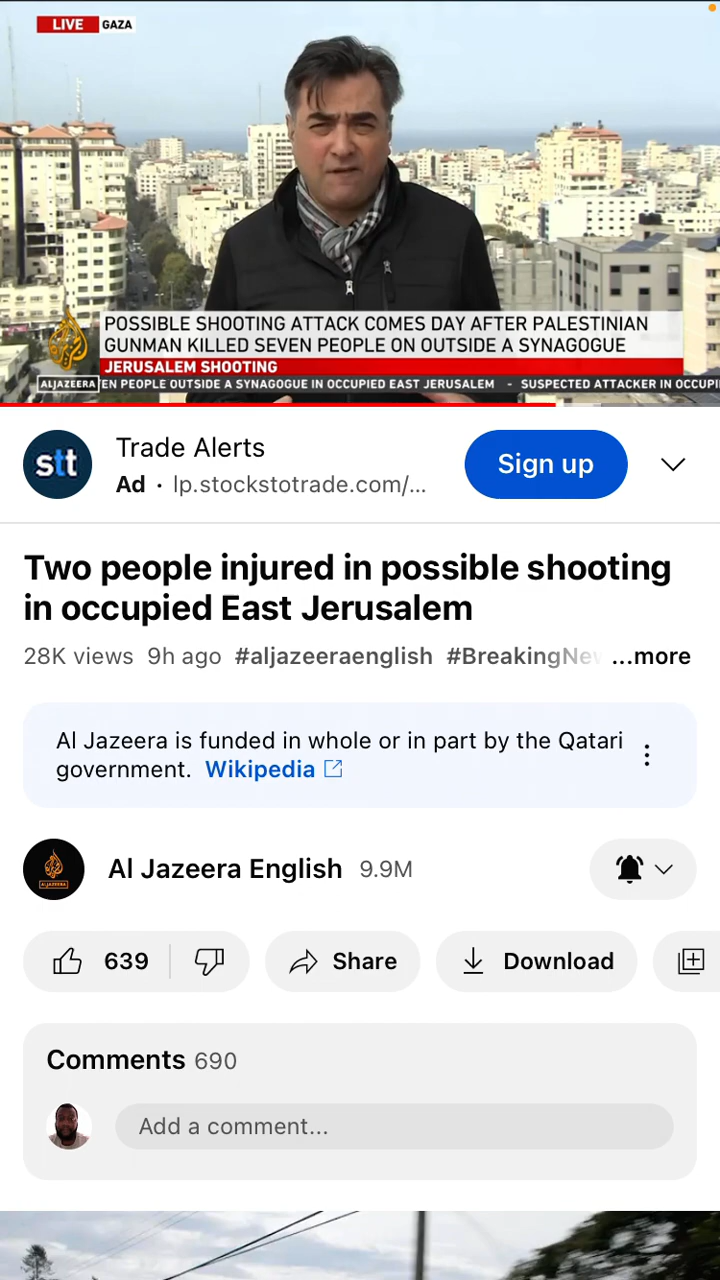 LIVE GAZA
POSSIBLE SHOOTING ATTACK COMES DAY AFTER PALESTINIAN
GUNMAN KILLED SEVEN PEOPLE ON OUTSIDE A SYNAGOGUE
JERUSALEM SHOOTING
ALJAZEERA EN PEOPLE OUTSIDE A SYNAGOGUE IN OCCUPIED EAST JERUSALEM - SUSPECTED ATTACKER IN OCCUPI
stt
Trade Alerts
Ad · lp.stockstotrade.com/...
Sign up
Two people injured in possible shooting
in occupied East Jerusalem
28K views 9h ago #aljazeeraenglish #BreakingNew ...more
Al Jazeera is funded in whole or in part by the Qatari
government. Wikipedia
ALJAZEERA
Al Jazeera English 9.9M
639 Share Download
Comments 690
Add a comment...